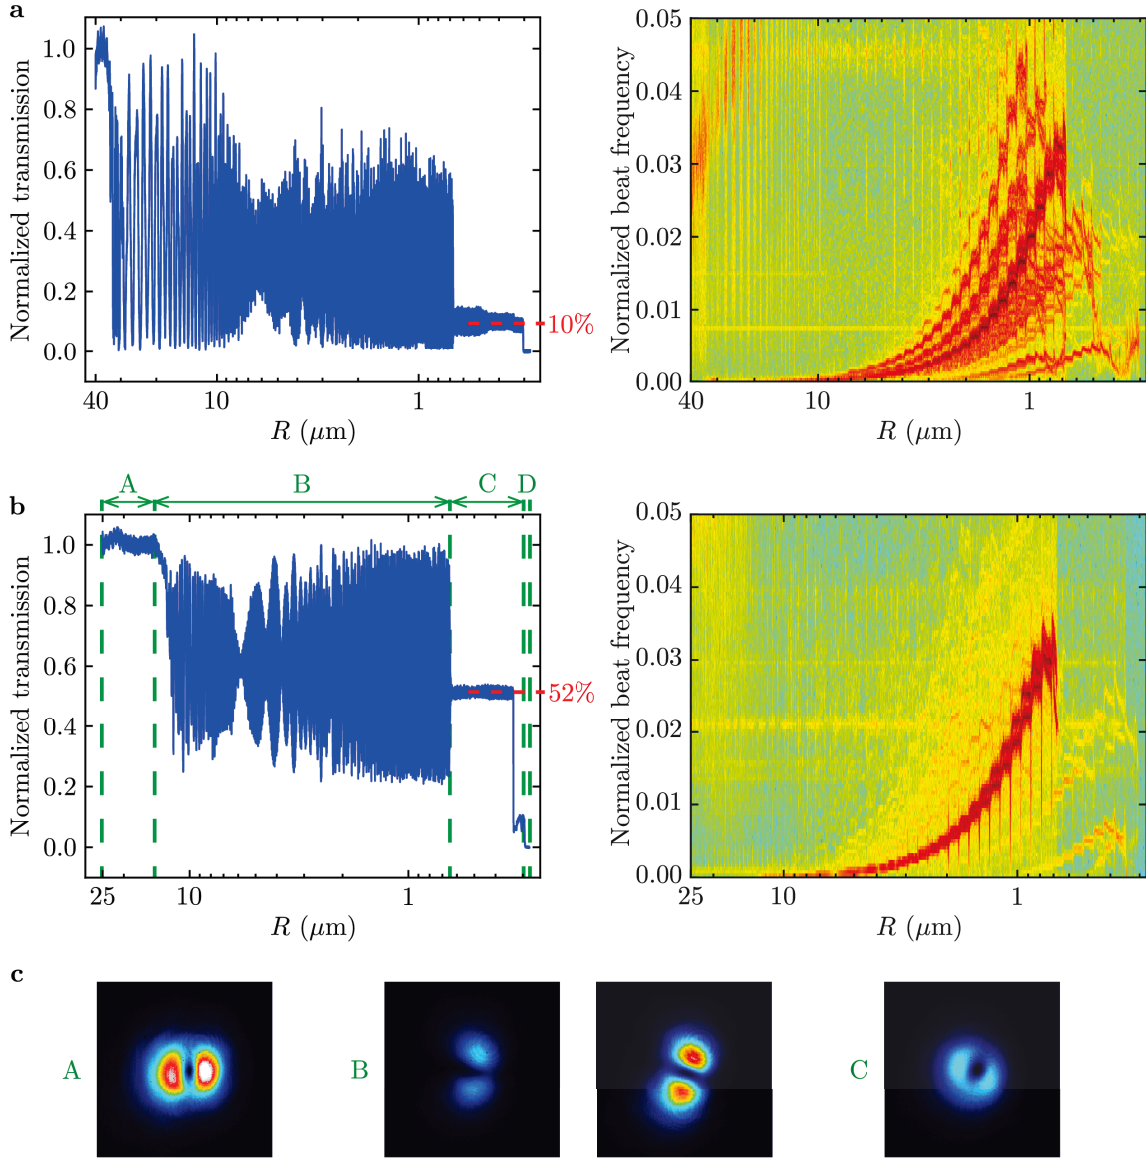 a
Normalized transmission
1.0
0.8
0.6
0.4
0.2
0.0
10%
40 10 1
R (μm)
Normalized beat frequency
0.05
0.04
0.03
0.02
0.01
0.00
40 10 1
R (μm)
b
A B C D
Normalized transmission
1.0
0.8
0.6
0.4
0.2
0.0
52%
25 10 1
R (μm)
Normalized beat frequency
0.05
0.04
0.03
0.02
0.01
0.00
25 10 1
R (μm)
c
A B C